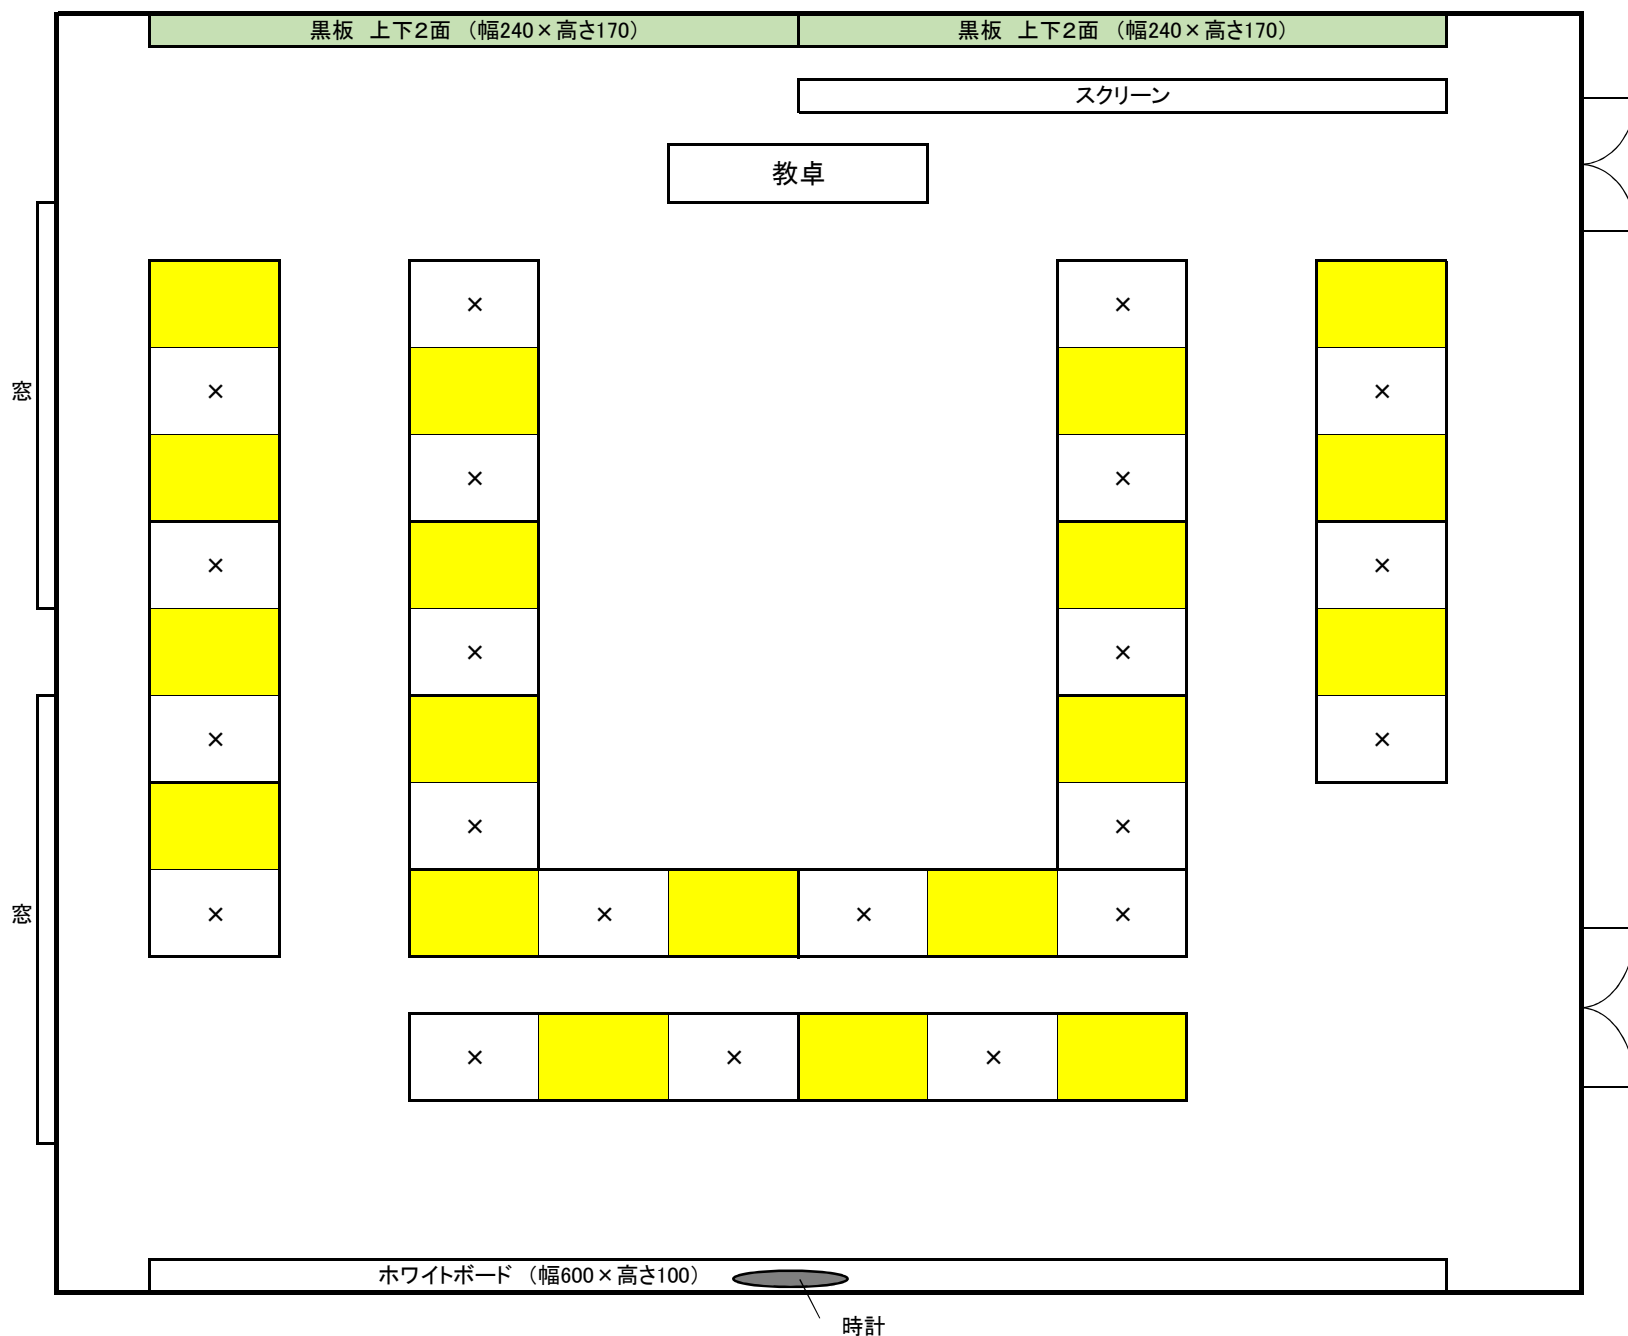 黒板　上下２面　（幅240×高さ170）　黒板　上下２面　（幅240×高さ170）
スクリーン
教卓
× ×
窓 × ×
× ×
× ×
× ×
× ×
× ×
窓 × × × ×
× × ×
ホワイトボード　（幅600×高さ100）
時計